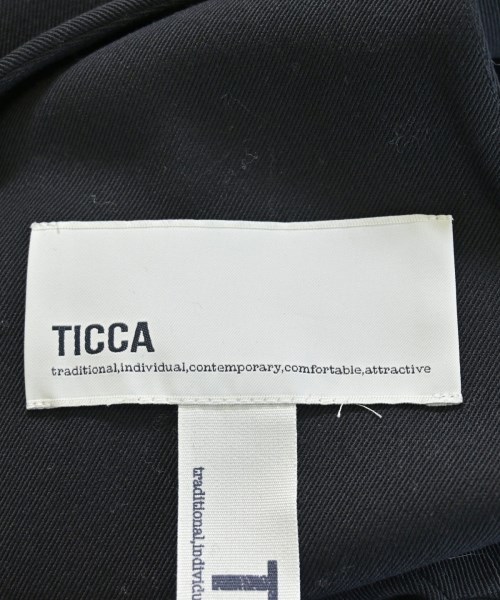 TICCA
traditional,individual,contemporary,comfortable,attractive
traditional,individu
T